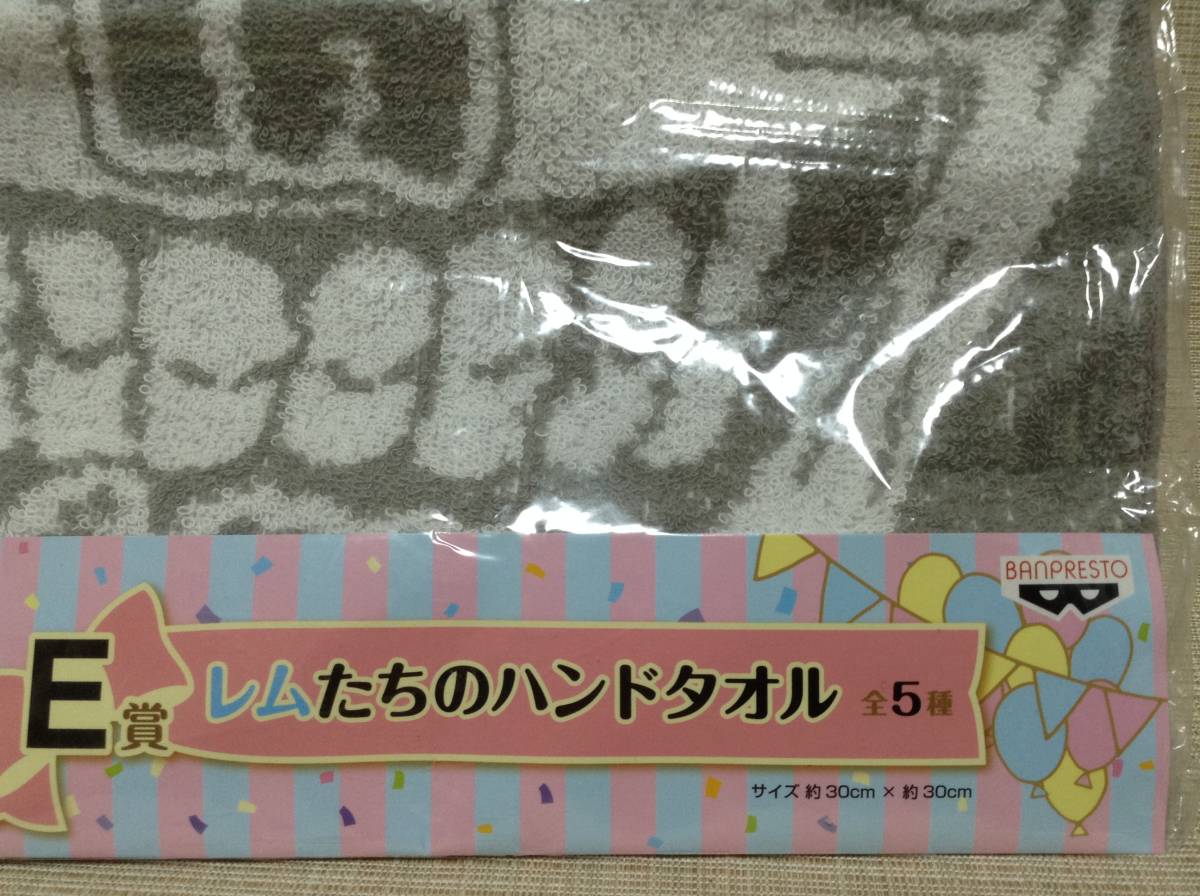 BANPRESTO
E賞
レムたちのハンドタオル 全5種
サイズ 約30cm × 約30cm